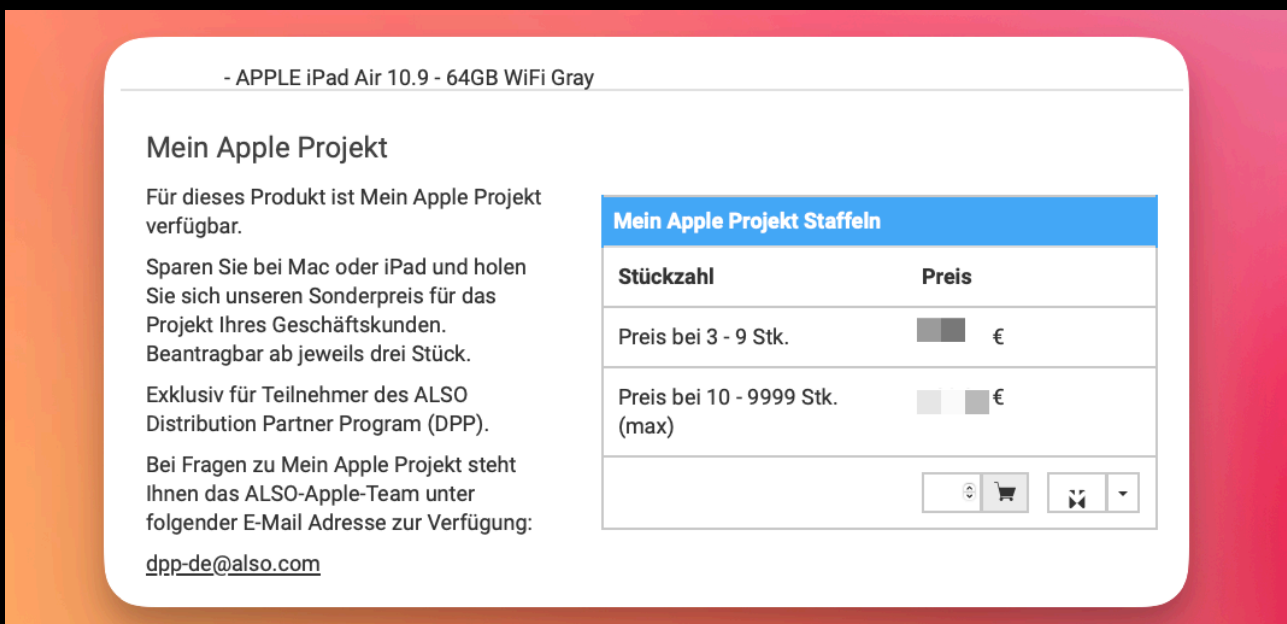 - APPLE iPad Air 10.9 - 64GB WiFi Gray
Mein Apple Projekt
Für dieses Produkt ist Mein Apple Projekt
verfügbar.
Sparen Sie bei Mac oder iPad und holen
Sie sich unseren Sonderpreis für das
Projekt Ihres Geschäftskunden.
Beantragbar ab jeweils drei Stück.
Exklusiv für Teilnehmer des ALSO
Distribution Partner Program (DPP).
Bei Fragen zu Mein Apple Projekt steht
Ihnen das ALSO-Apple-Team unter
folgender E-Mail Adresse zur Verfügung:
dpp-de@also.com
Mein Apple Projekt Staffeln
Stückzahl Preis
Preis bei 3 - 9 Stk. €
Preis bei 10 - 9999 Stk. €
(max)